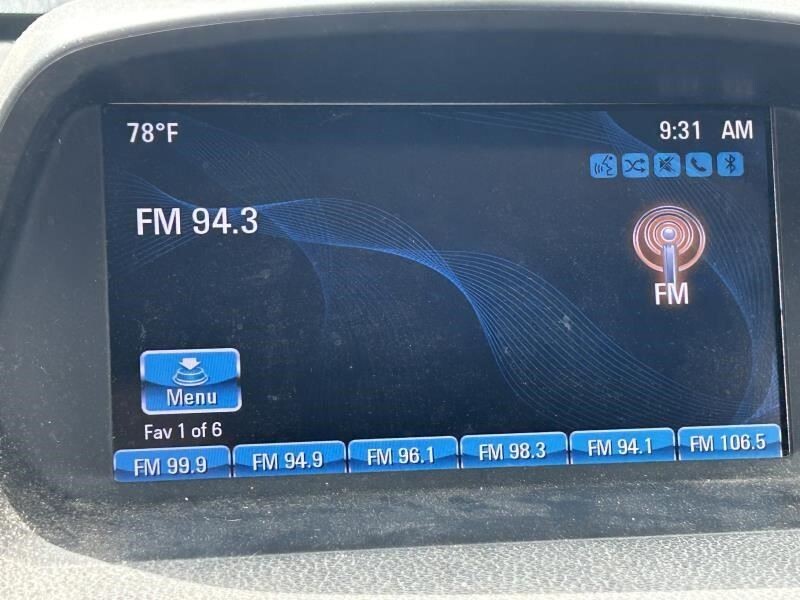 78°F
9:31 AM
FM 94.3
FM
Menu
Fav 1 of 6
FM 99.9
FM 94.9
FM 96.1
FM 98.3
FM 94.1
FM 106.5